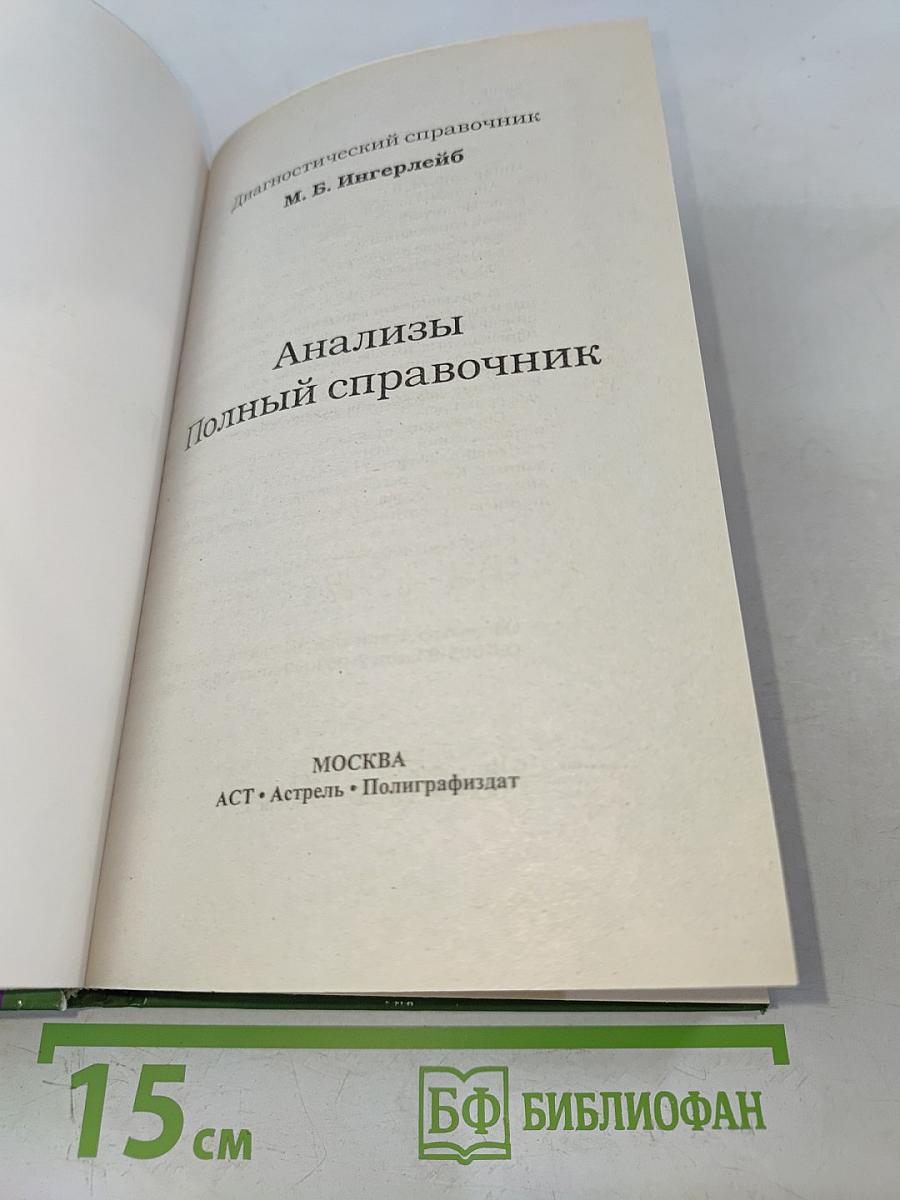 Диагностический справочник
М. Б. Ингерлейб
Анализы
Полный справочник
МОСКВА
АСТ • Астрель • Полиграфиздат
15 см
БФ БИБЛИОФАН